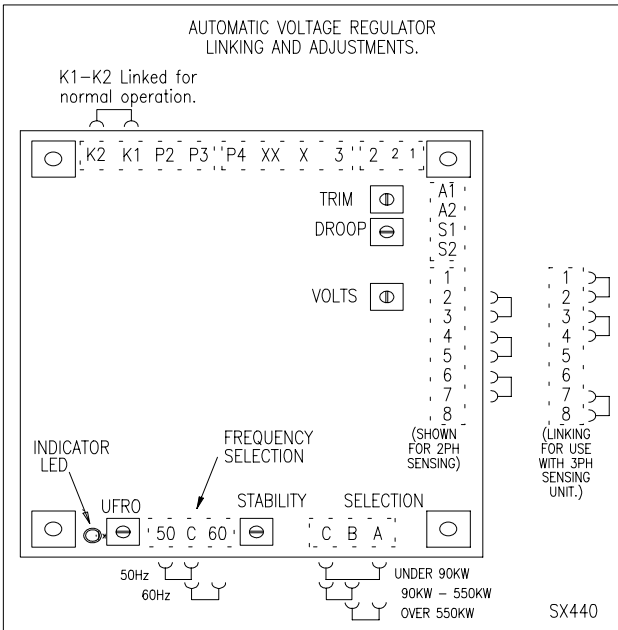 AUTOMATIC VOLTAGE REGULATOR
LINKING AND ADJUSTMENTS.
K1-K2 Linked for
normal operation.
K2 K1 P2 P3 P4 XX X 3 2 2 1
TRIM
DROOP
VOLTS
A1
A2
S1
S2
1
2
3
4
5
6
7
8
(SHOWN
FOR 2PH
SENSING)
1
2
3
4
5
6
7
8
(LINKING
FOR USE
WITH 3PH
SENSING
UNIT.)
INDICATOR
LED
FREQUENCY
SELECTION
UFRO
50 C 60
STABILITY
SELECTION
C B A
50Hz
60Hz
UNDER 90KW
90KW - 550KW
OVER 550KW
SX440